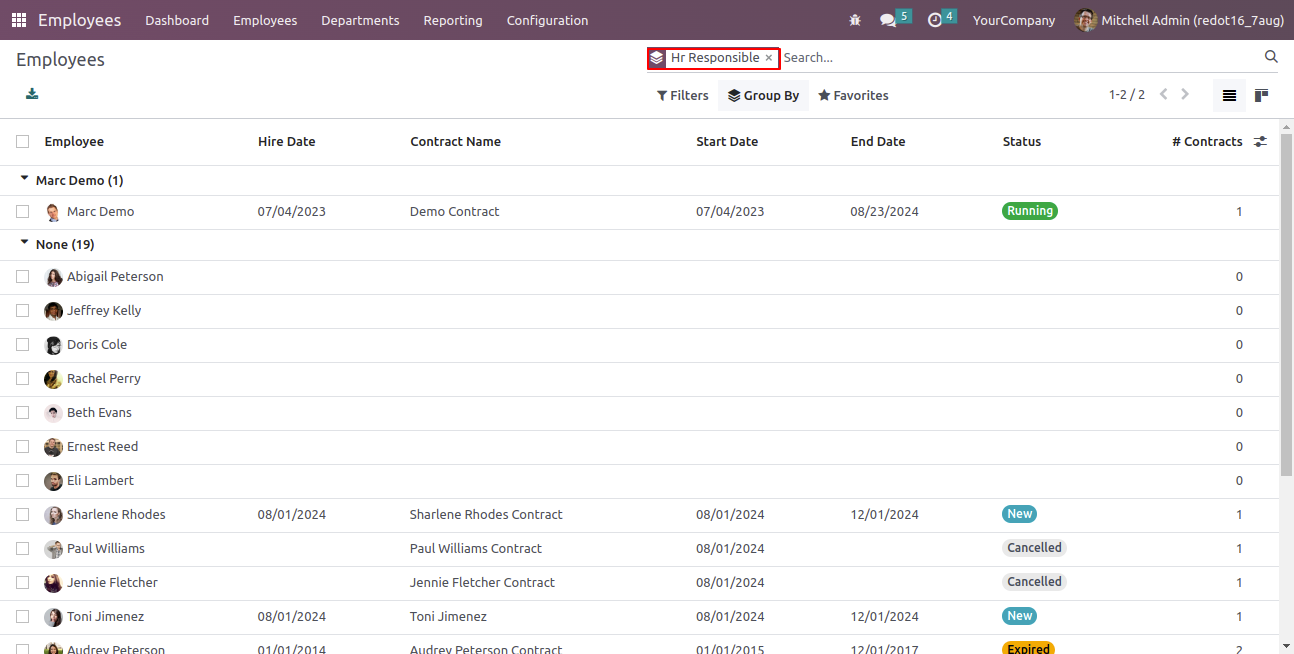 Employees Dashboard Employees Departments Reporting Configuration 5 4 YourCompany Mitchell Admin (redot16_7aug)
Employees Hr Responsible × Search...
Filters Group By Favorites 1-2 / 2
Employee Hire Date Contract Name Start Date End Date Status # Contracts
Marc Demo (1)
Marc Demo 07/04/2023 Demo Contract 07/04/2023 08/23/2024 Running 1
None (19)
Abigail Peterson 0
Jeffrey Kelly 0
Doris Cole 0
Rachel Perry 0
Beth Evans 0
Ernest Reed 0
Eli Lambert 0
Sharlene Rhodes 08/01/2024 Sharlene Rhodes Contract 08/01/2024 12/01/2024 New 1
Paul Williams Paul Williams Contract 08/01/2024 Cancelled 1
Jennie Fletcher Jennie Fletcher Contract 08/01/2024 Cancelled 1
Toni Jimenez 08/01/2024 Toni Jimenez 08/01/2024 12/01/2024 New 1
Audrey Peterson 01/01/2014 Audrey Peterson Contract 01/01/2015 12/01/2017 Expired 2